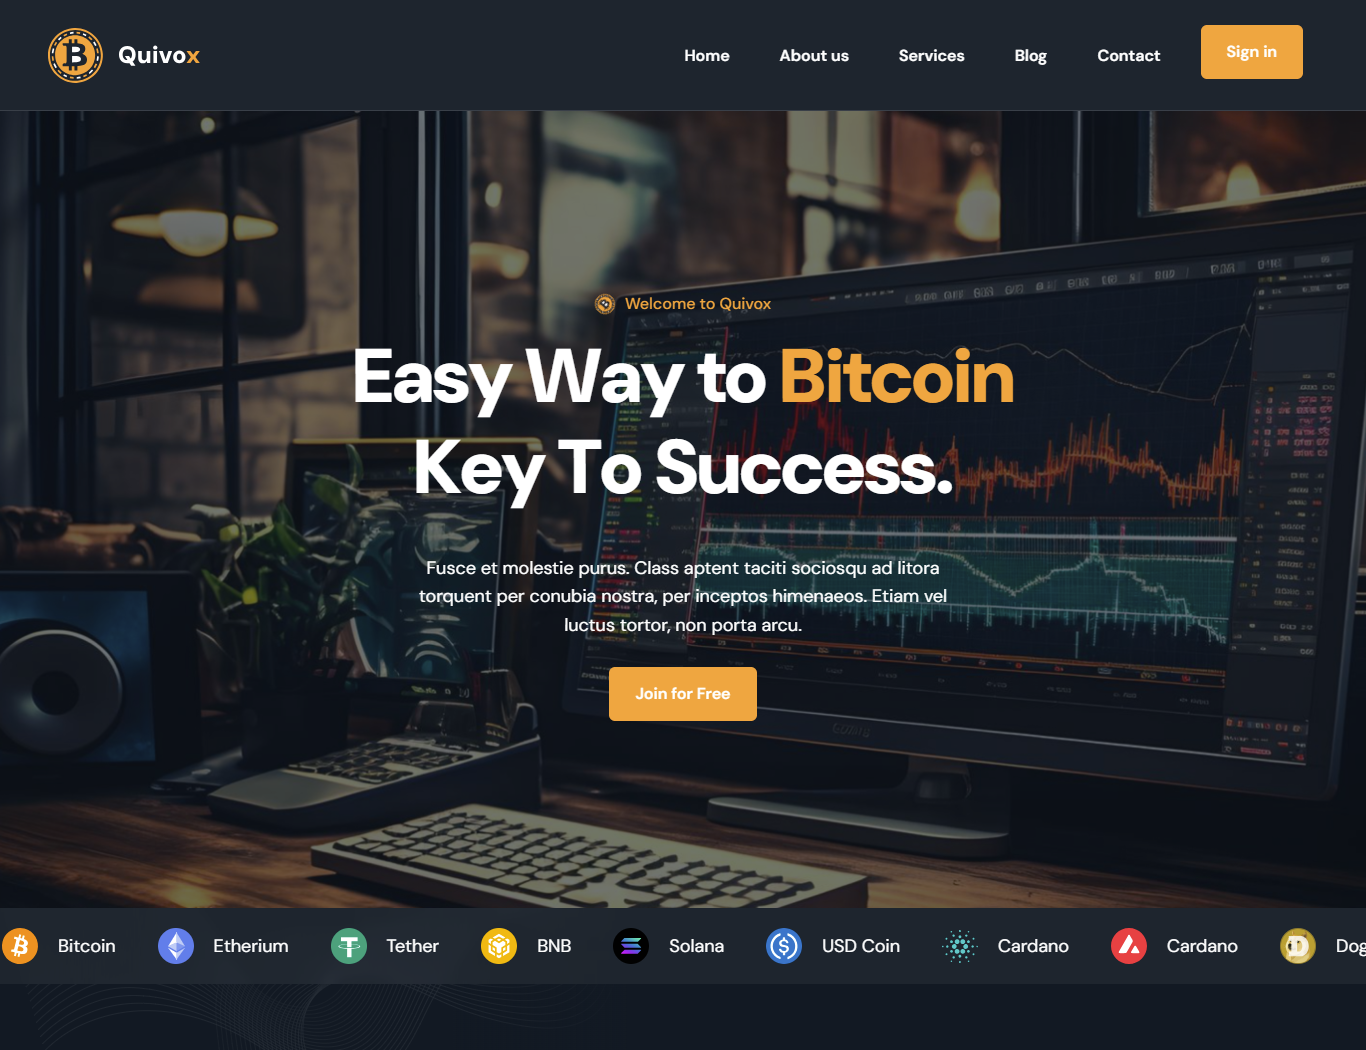 Quivox
Home About us Services Blog Contact Sign in
Welcome to Quivox
Easy Way to Bitcoin
Key To Success.
Fusce et molestie purus. Class aptent taciti sociosqu ad litora
torquent per conubia nostra, per inceptos himenaeos. Etiam vel
luctus tortor, non porta arcu.
Join for Free
Bitcoin Etherium Tether BNB Solana USD Coin Cardano Cardano Dog